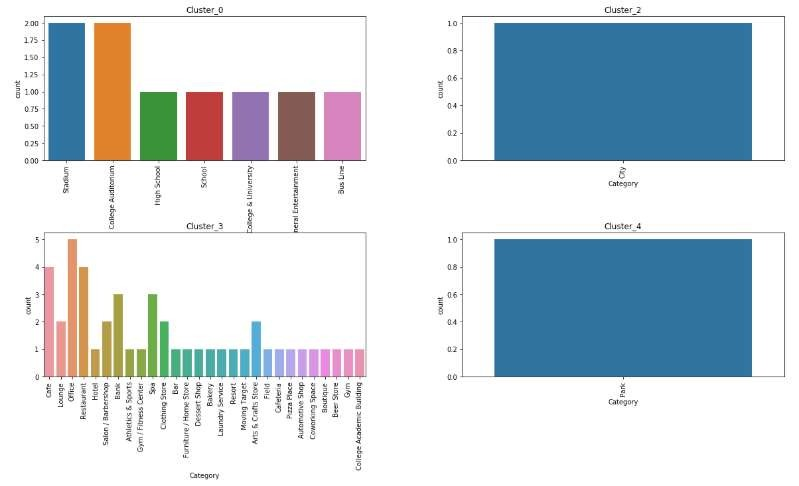 Cluster_0
2.00
1.75
1.50
1.25
1.00
0.75
0.50
0.25
0.00
count
Stadium
College Auditorium
High School
School
College & University
neral Entertainment
Bus Line
Cluster_2
1.0
0.8
0.6
0.4
0.2
0.0
count
City
Category
Cluster_3
5
4
3
2
1
0
count
Cafe
Lounge
Office
Restaurant
Hotel
Salon / Barbershop
Bank
Athletics & Sports
Gym / Fitness Center
Spa
Clothing Store
Bar
Furniture / Home Store
Dessert Shop
Bakery
Laundry Service
Resort
Moving Target
Arts & Crafts Store
Field
Cafeteria
Pizza Place
Automotive Shop
Coworking Space
Boutique
Beer Store
Gym
College Academic Building
Category
Cluster_4
1.0
0.8
0.6
0.4
0.2
0.0
count
Park
Category